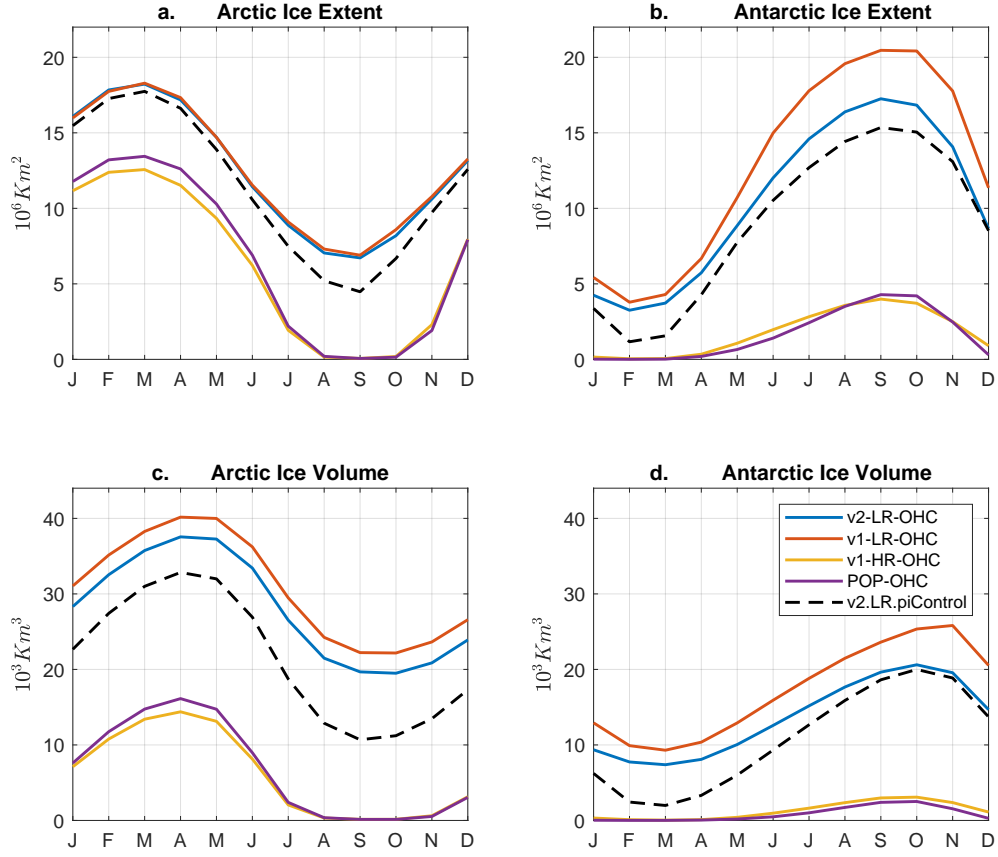 a. Arctic Ice Extent
10^6 Km^2
20
15
10
5
0
J F M A M J J A S O N D
b. Antarctic Ice Extent
10^6 Km^2
20
15
10
5
0
J F M A M J J A S O N D
c. Arctic Ice Volume
10^3 Km^3
40
30
20
10
0
J F M A M J J A S O N D
d. Antarctic Ice Volume
10^3 Km^3
40
30
20
10
0
J F M A M J J A S O N D
v2-LR-OHC
v1-LR-OHC
v1-HR-OHC
POP-OHC
v2.LR.piControl